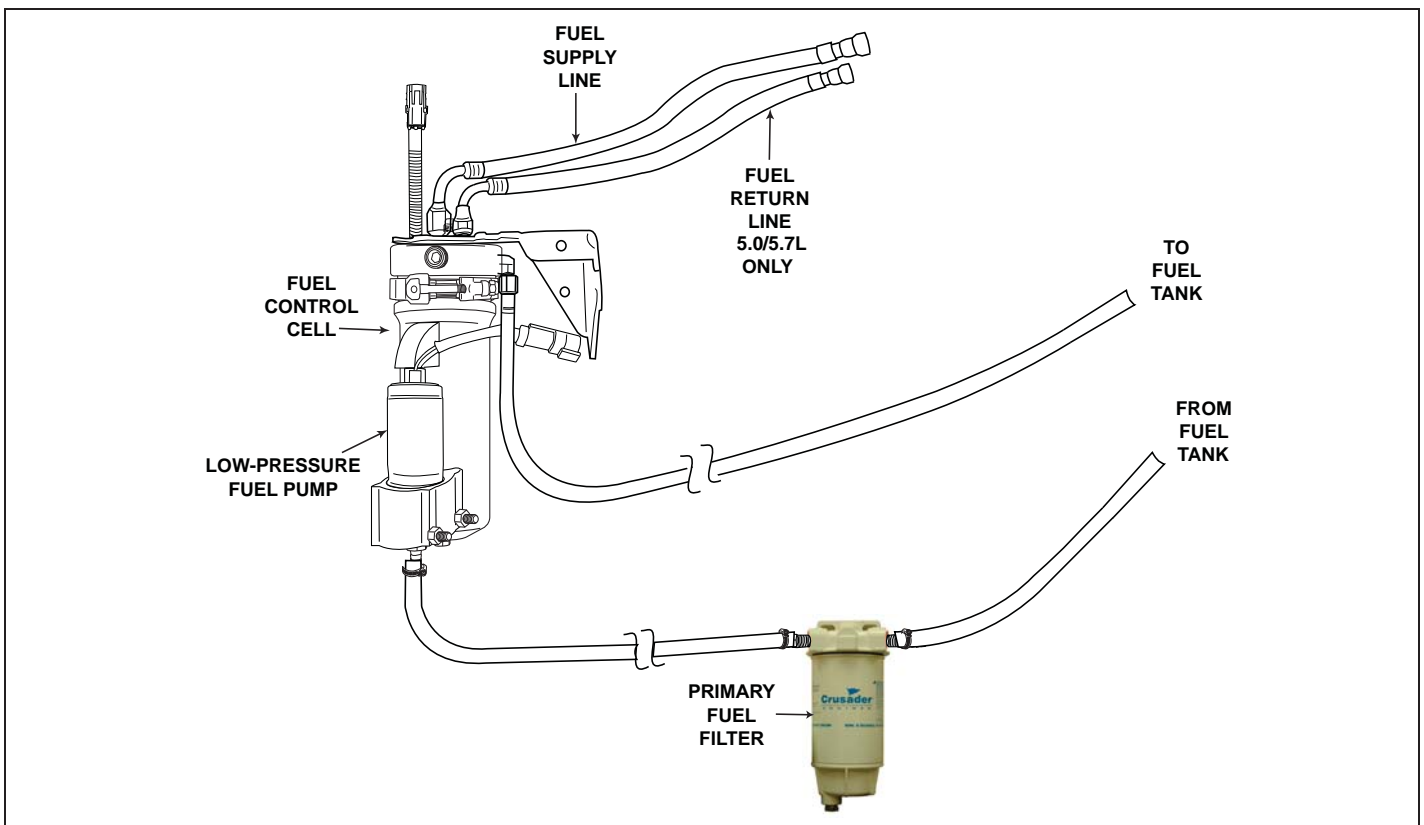 FUEL
SUPPLY
LINE
FUEL
RETURN
LINE
5.0/5.7L
ONLY
TO
FUEL
TANK
FUEL
CONTROL
CELL
FROM
FUEL
TANK
LOW-PRESSURE
FUEL PUMP
PRIMARY
FUEL
FILTER
Crusader
ENGINES